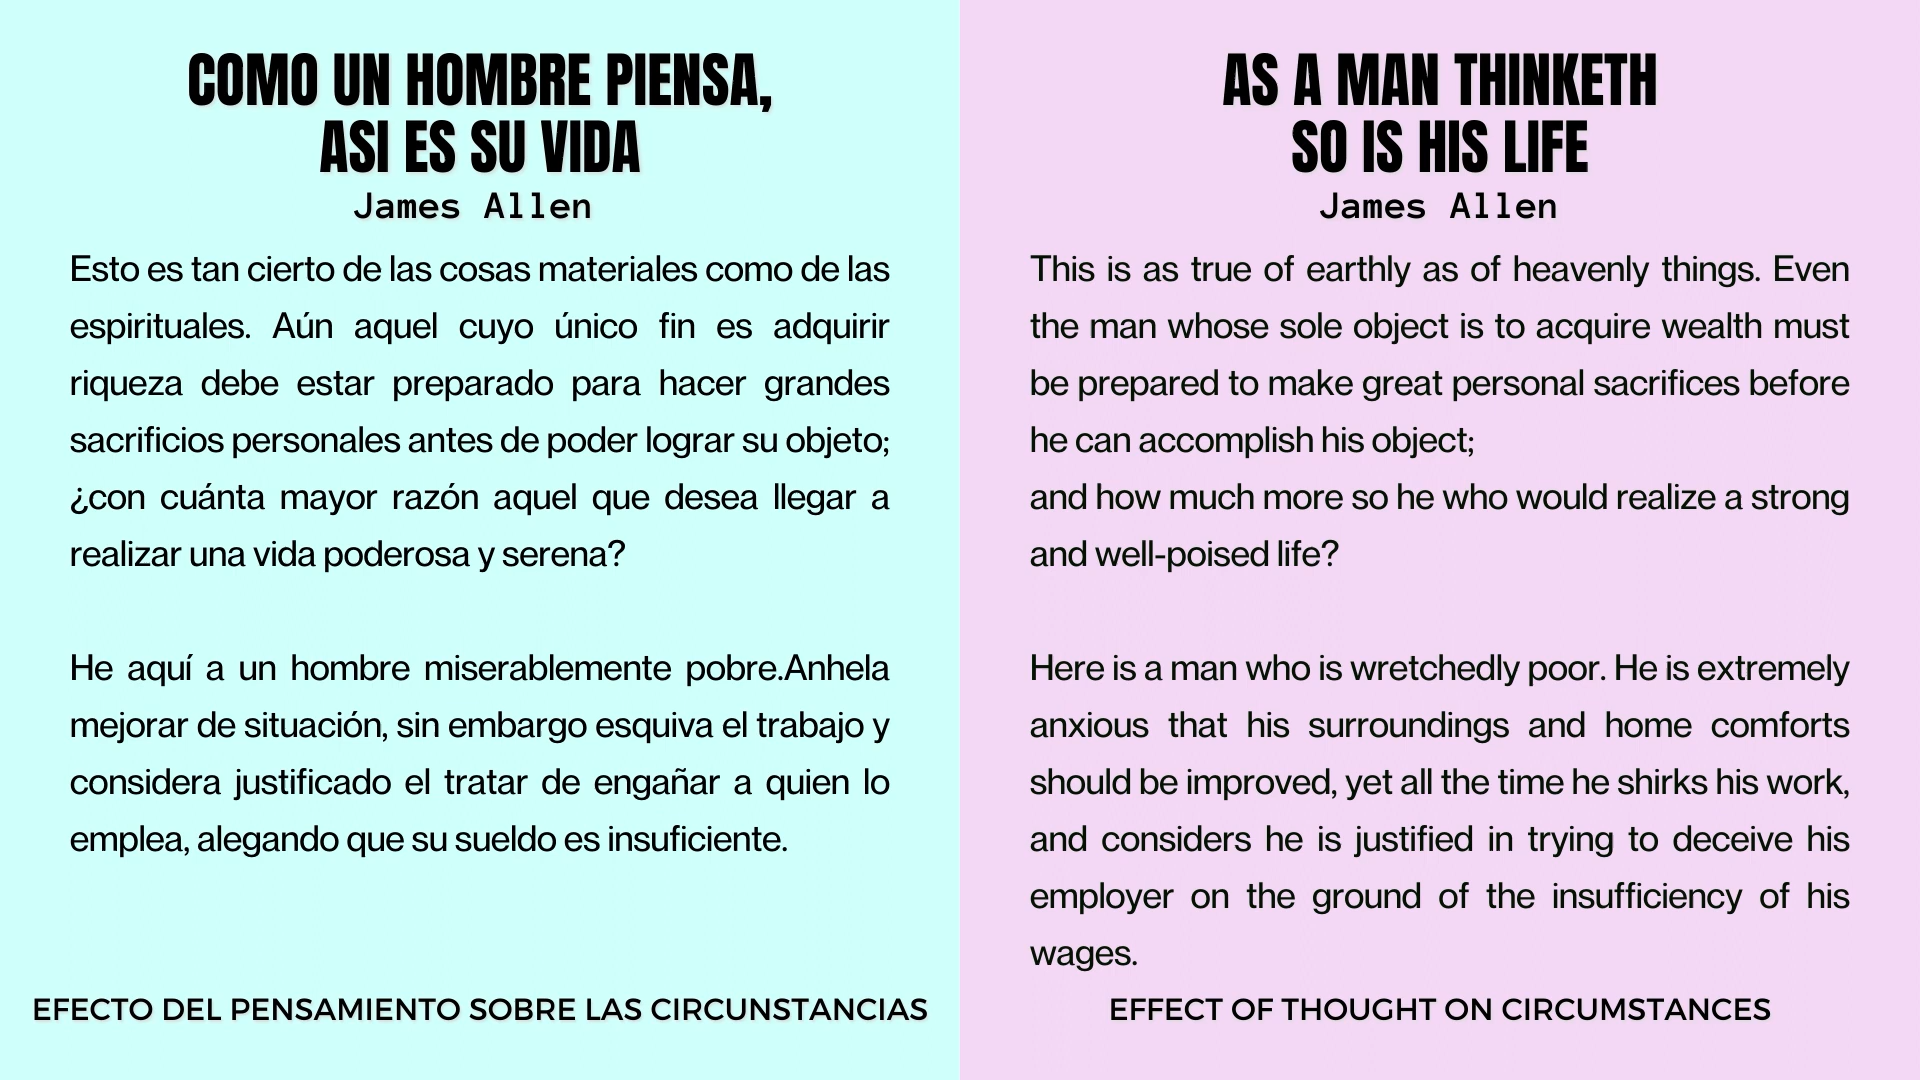 COMO UN HOMBRE PIENSA,
ASI ES SU VIDA
James Allen
Esto es tan cierto de las cosas materiales como de las
espirituales. Aún aquel cuyo único fin es adquirir
riqueza debe estar preparado para hacer grandes
sacrificios personales antes de poder lograr su objeto;
¿con cuánta mayor razón aquel que desea llegar a
realizar una vida poderosa y serena?
He aquí a un hombre miserablemente pobre.Anhela
mejorar de situación, sin embargo esquiva el trabajo y
considera justificado el tratar de engañar a quien lo
emplea, alegando que su sueldo es insuficiente.
EFECTO DEL PENSAMIENTO SOBRE LAS CIRCUNSTANCIAS
AS A MAN THINKETH
SO IS HIS LIFE
James Allen
This is as true of earthly as of heavenly things. Even
the man whose sole object is to acquire wealth must
be prepared to make great personal sacrifices before
he can accomplish his object;
and how much more so he who would realize a strong
and well-poised life?
Here is a man who is wretchedly poor. He is extremely
anxious that his surroundings and home comforts
should be improved, yet all the time he shirks his work,
and considers he is justified in trying to deceive his
employer on the ground of the insufficiency of his
wages.
EFFECT OF THOUGHT ON CIRCUMSTANCES